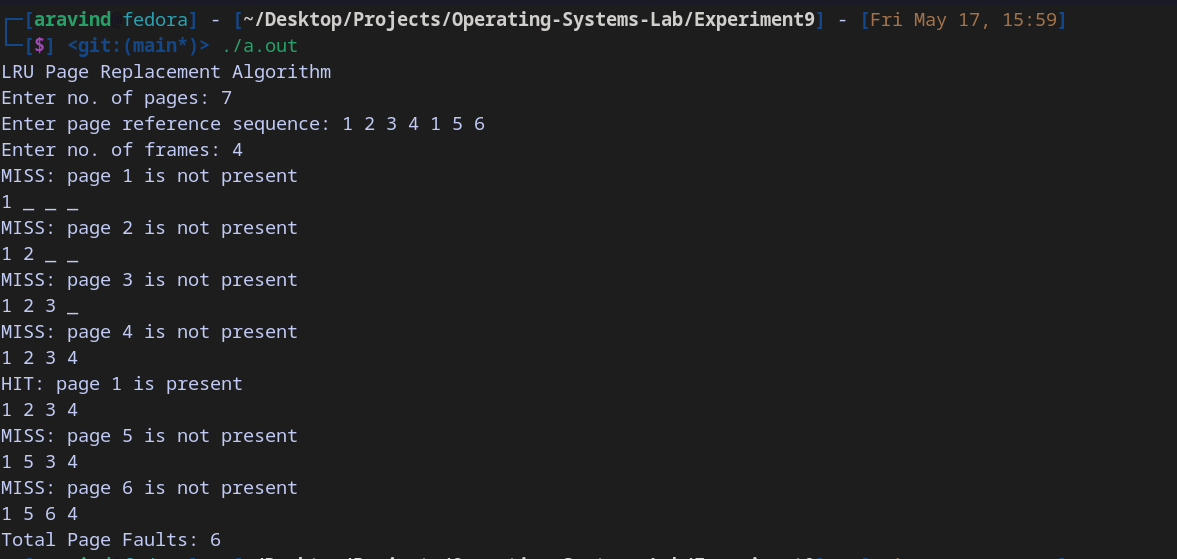 [aravind fedora] - [~/Desktop/Projects/Operating-Systems-Lab/Experiment9] - [Fri May 17, 15:59]
[$] <git:(main*)> ./a.out
LRU Page Replacement Algorithm
Enter no. of pages: 7
Enter page reference sequence: 1 2 3 4 1 5 6
Enter no. of frames: 4
MISS: page 1 is not present
1 _ _ _
MISS: page 2 is not present
1 2 _ _
MISS: page 3 is not present
1 2 3 _
MISS: page 4 is not present
1 2 3 4
HIT: page 1 is present
1 2 3 4
MISS: page 5 is not present
1 5 3 4
MISS: page 6 is not present
1 5 6 4
Total Page Faults: 6